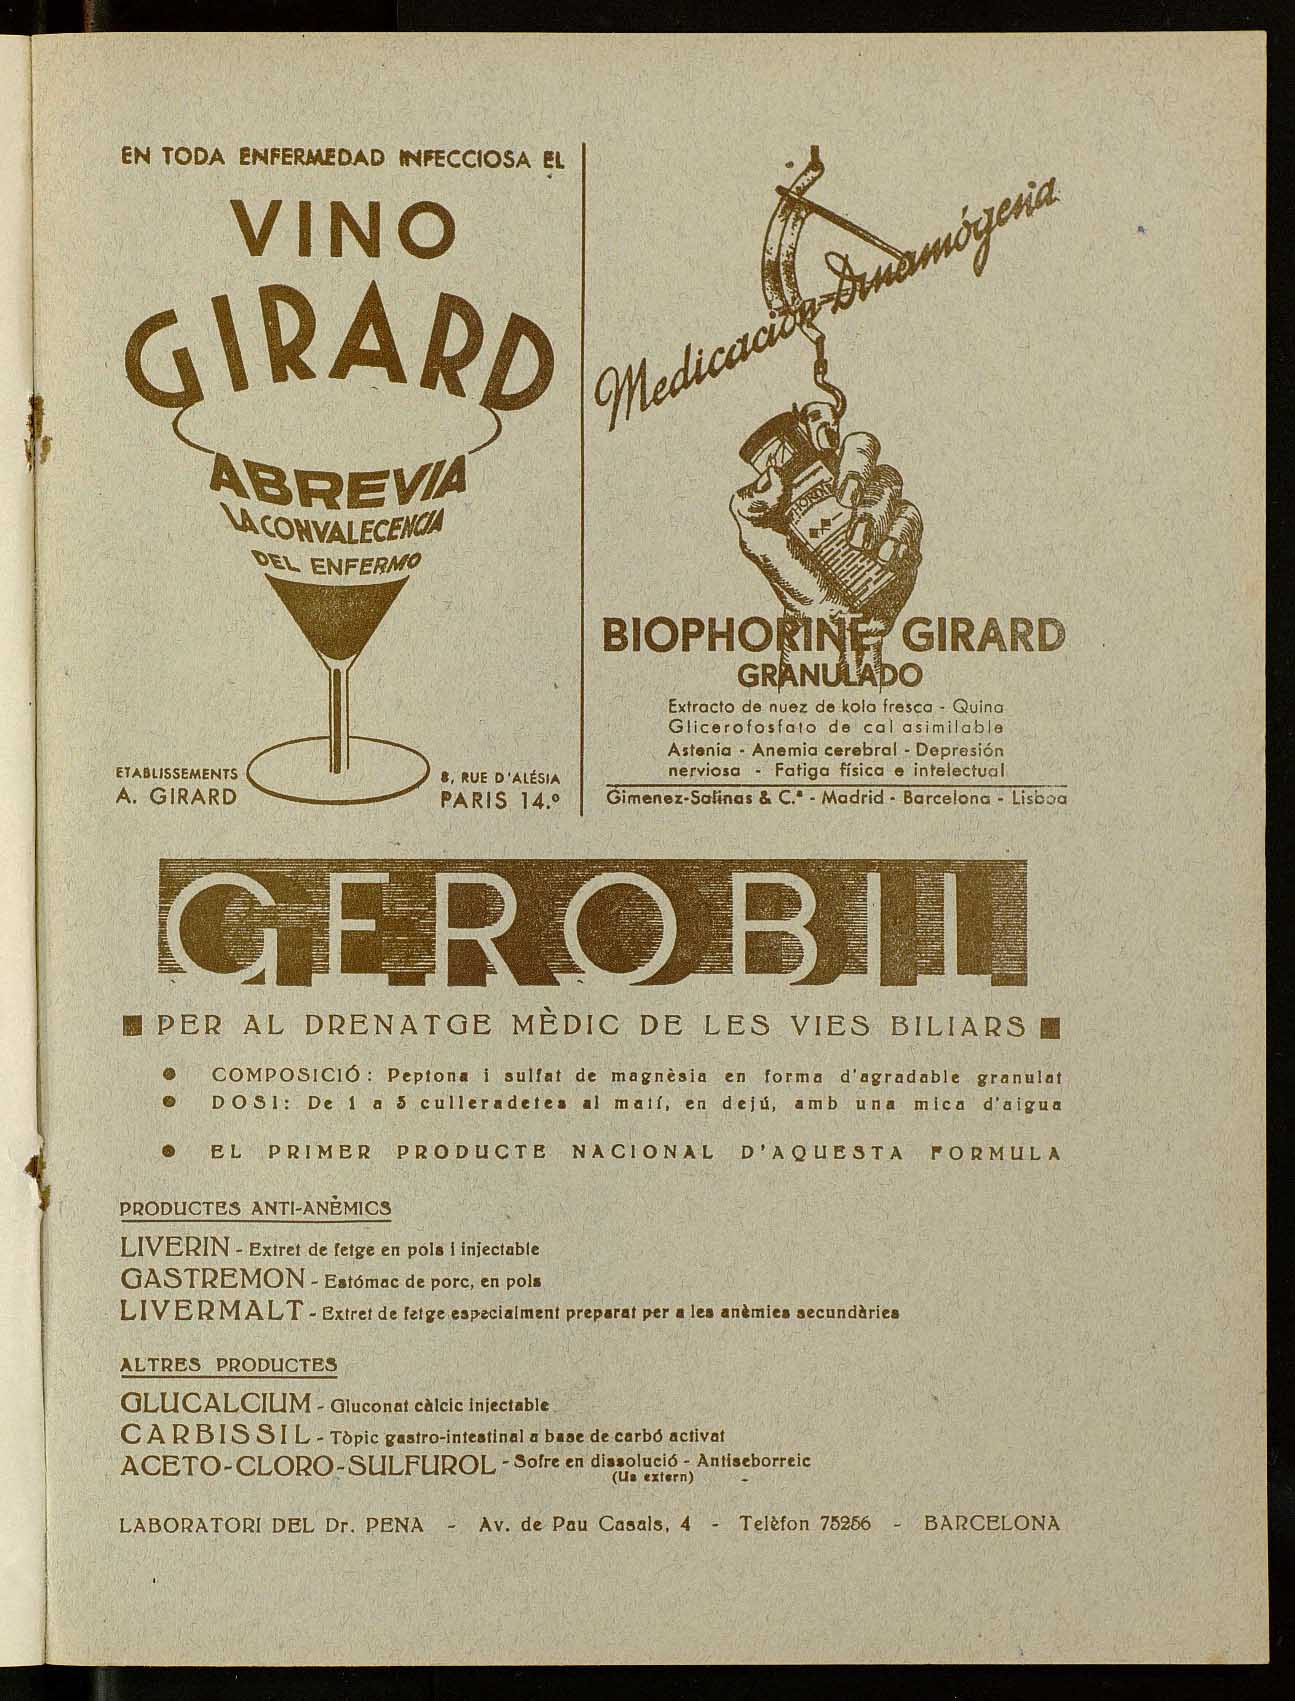 EN TODA ENFERMEDAD INFECCIOSA EL
VINO
GIRARD
ABREVIA
LA CONVALECENCIA
DEL ENFERMO
ETABLISSEMENTS
A. GIRARD
8, RUE D'ALÉSIA
PARIS 14.º
Medicación-Dinamógena
BIOPHORINE GIRARD
GRANULADO
Extracto de nuez de kola fresca - Quina
Glicerofosfato de cal asimilable
Astenia - Anemia cerebral - Depresión
nerviosa - Fatiga física e intelectual
Gimenez-Salinas & C.ª - Madrid - Barcelona - Lisboa
GEROBIL
PER AL DRENATGE MÈDIC DE LES VIES BILIARS
COMPOSICIÓ: Peptona i sulfat de magnèsia en forma d'agradable granulat
DOSI: De 1 a 3 culleradetes al matí, en dejú, amb una mica d'aigua
EL PRIMER PRODUCTE NACIONAL D'AQUESTA FORMULA
PRODUCTES ANTI-ANÈMICS
LIVERIN - Extret de fetge en pols i injectable
GASTREMON - Estómac de porc, en pols
LIVERMALT - Extret de fetge especialment preparat per a les anèmies secundàries
ALTRES PRODUCTES
GLUCALCIUM - Gluconat càlcic injectable
CARBISSIL - Tòpic gastro-intestinal a base de carbó activat
ACETO-CLORO-SULFUROL - Sofre en dissolució - Antiseborreic
(Us extern)
LABORATORI DEL Dr. PENA - Av. de Pau Casals, 4 - Telèfon 75256 - BARCELONA